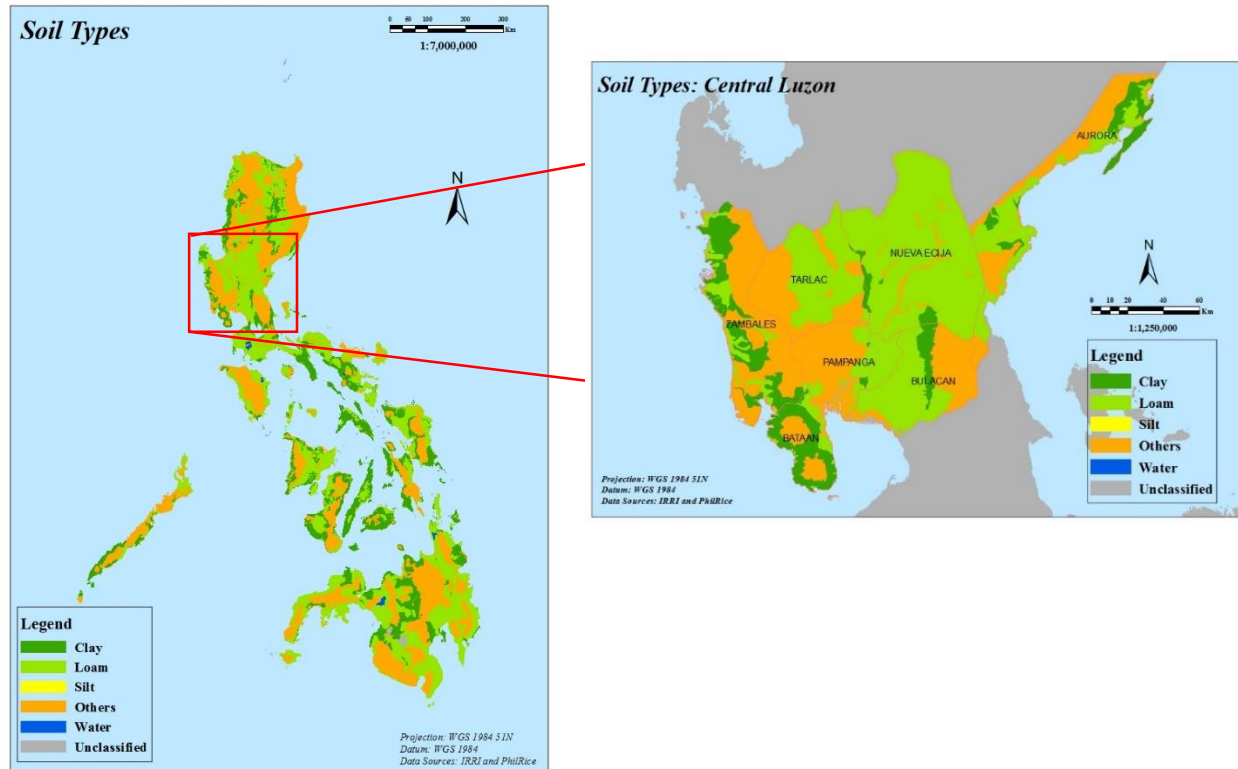 Soil Types
0 50 100 200 300
Km
1:7,000,000
N
Legend
Clay
Loam
Silt
Others
Water
Unclassified
Projection: WGS 1984 51N
Datum: WGS 1984
Data Sources: IRRI and PhilRice
Soil Types: Central Luzon
AURORA
NUEVA ECIJA
TARLAC
ZAMBALES
PAMPANGA
BULACAN
BATAAN
N
0 5 10 20 40 60
Km
1:1,250,000
Legend
Clay
Loam
Silt
Others
Water
Unclassified
Projection: WGS 1984 51N
Datum: WGS 1984
Data Sources: IRRI and PhilRice